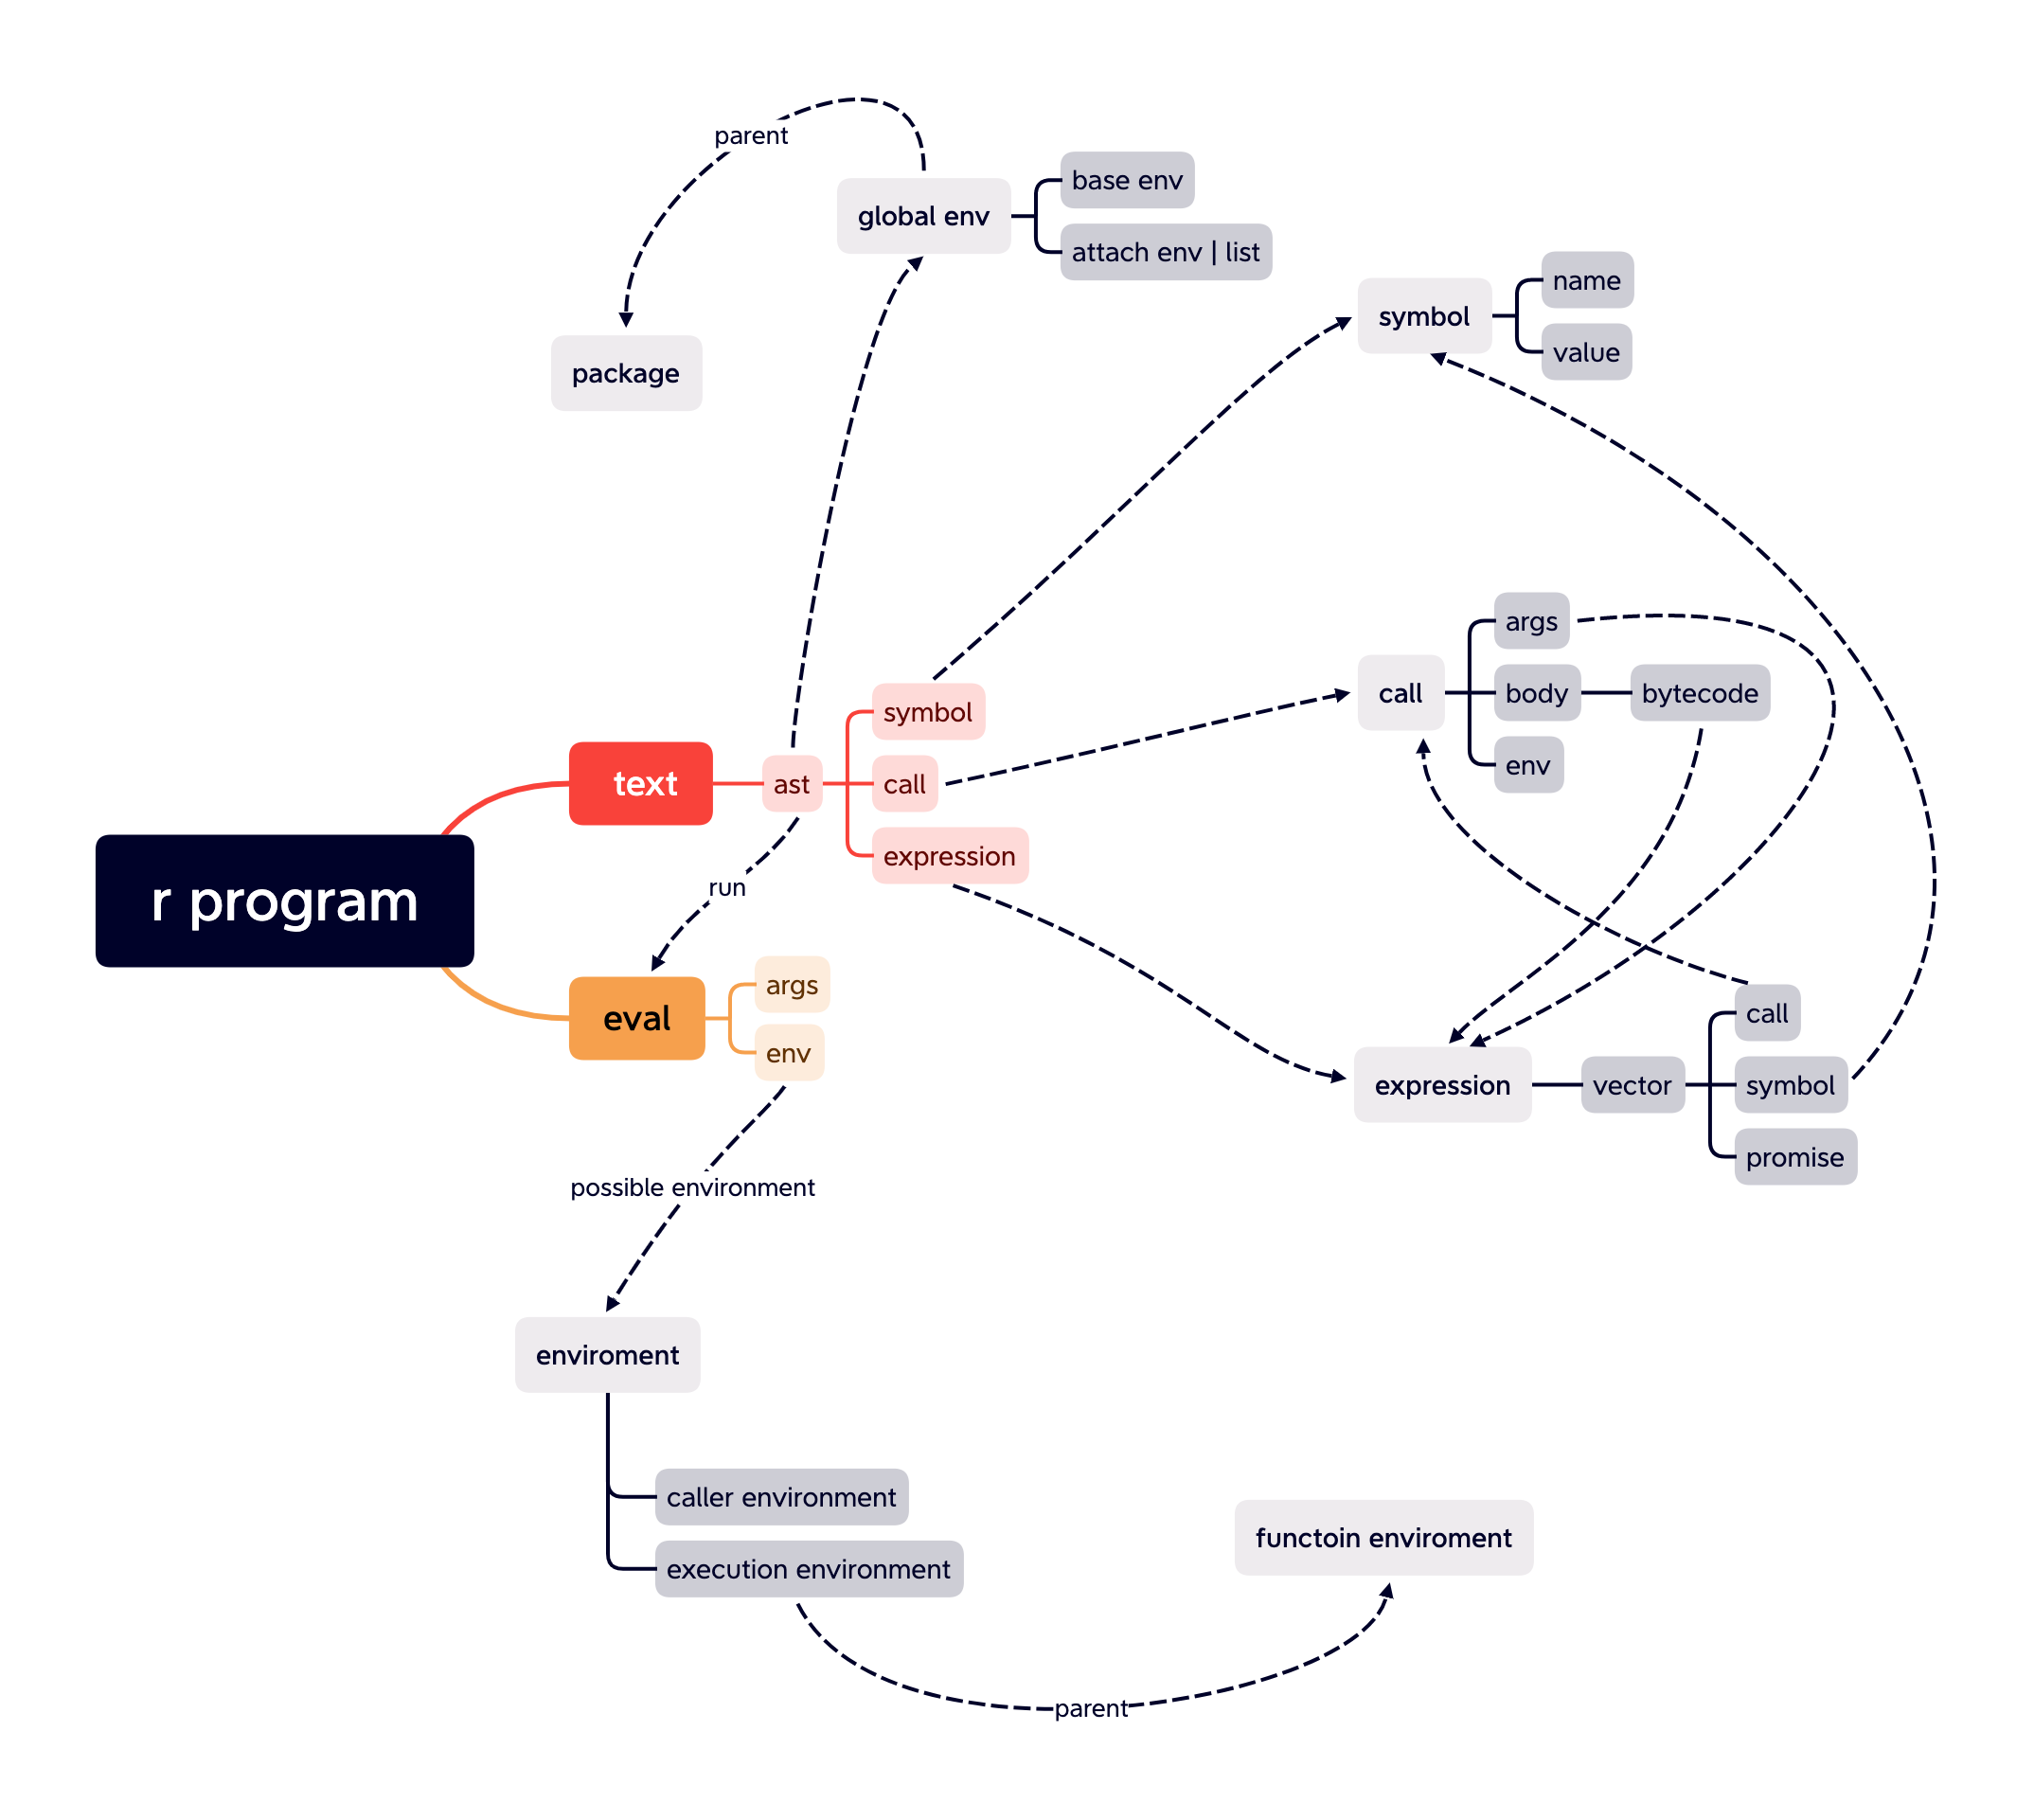 parent
global env
base env
attach env | list
package
symbol
name
value
args
call
body
bytecode
env
symbol
text
ast
call
expression
run
r program
args
eval
env
call
expression
vector
symbol
promise
possible environment
enviroment
caller environment
execution environment
functoin enviroment
parent